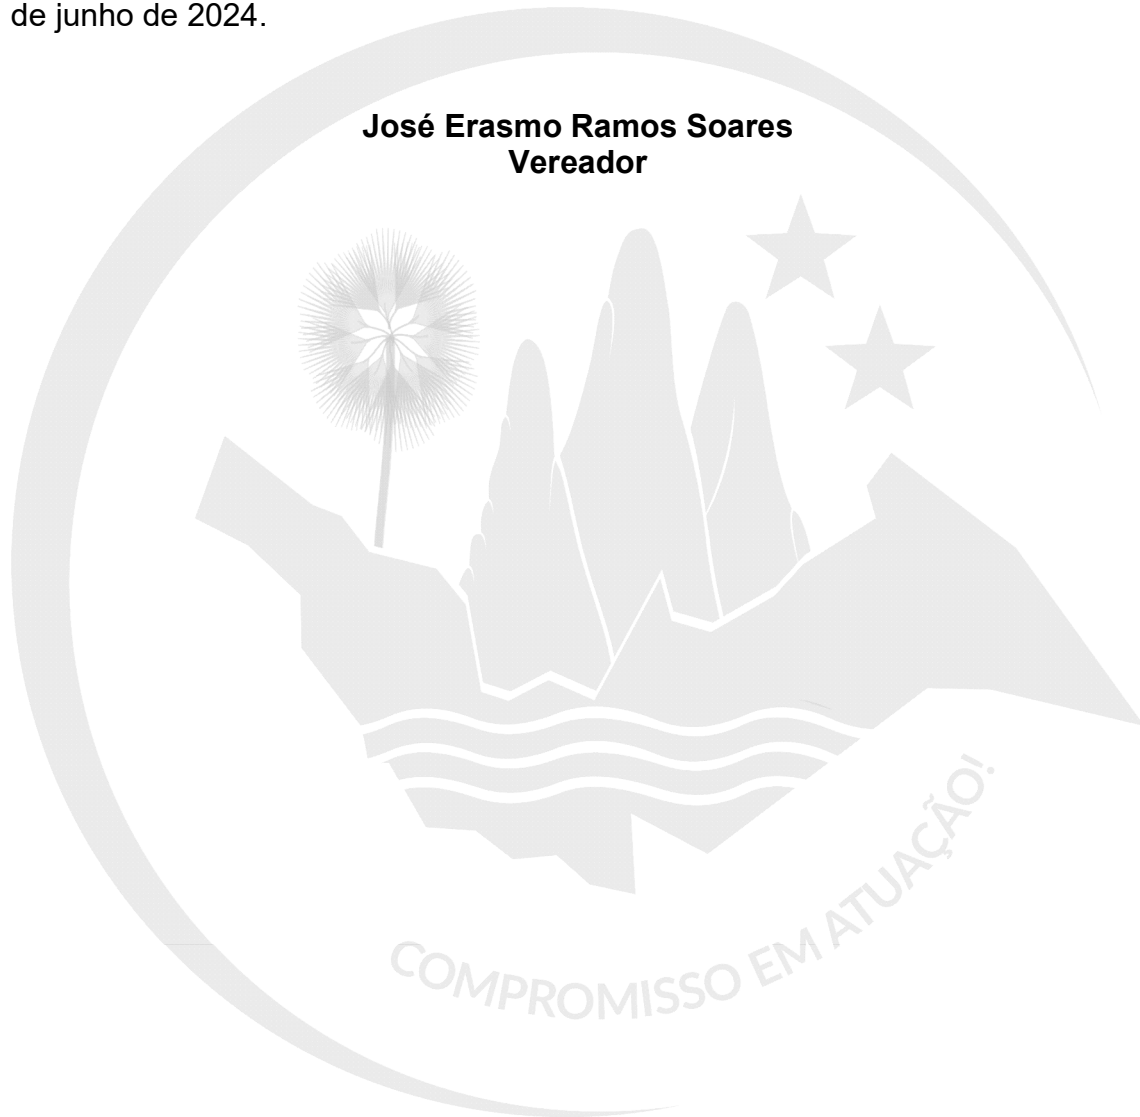 de junho de 2024.
José Erasmo Ramos Soares
Vereador
COMPROMISSO EM ATUAÇÃO!